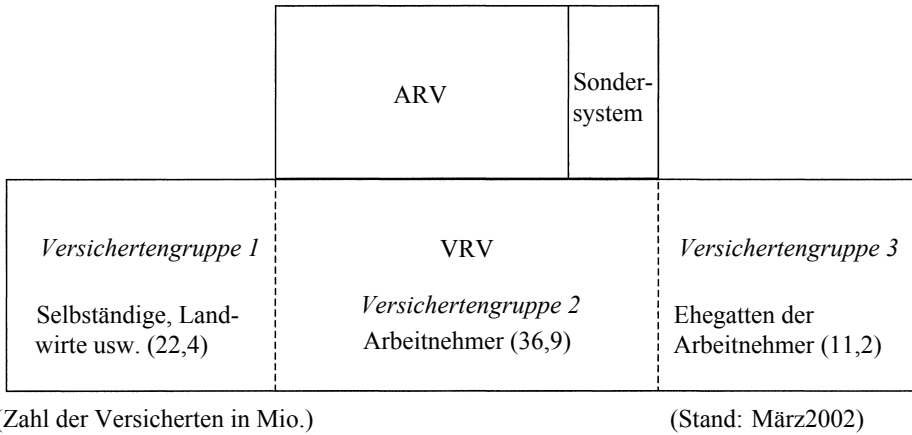 ARV
Sonder-
system
Versichertengruppe 1
Selbständige, Land-
wirte usw. (22,4)
VRV
Versichertengruppe 2
Arbeitnehmer (36,9)
Versichertengruppe 3
Ehegatten der
Arbeitnehmer (11,2)
(Zahl der Versicherten in Mio.)
(Stand: März2002)